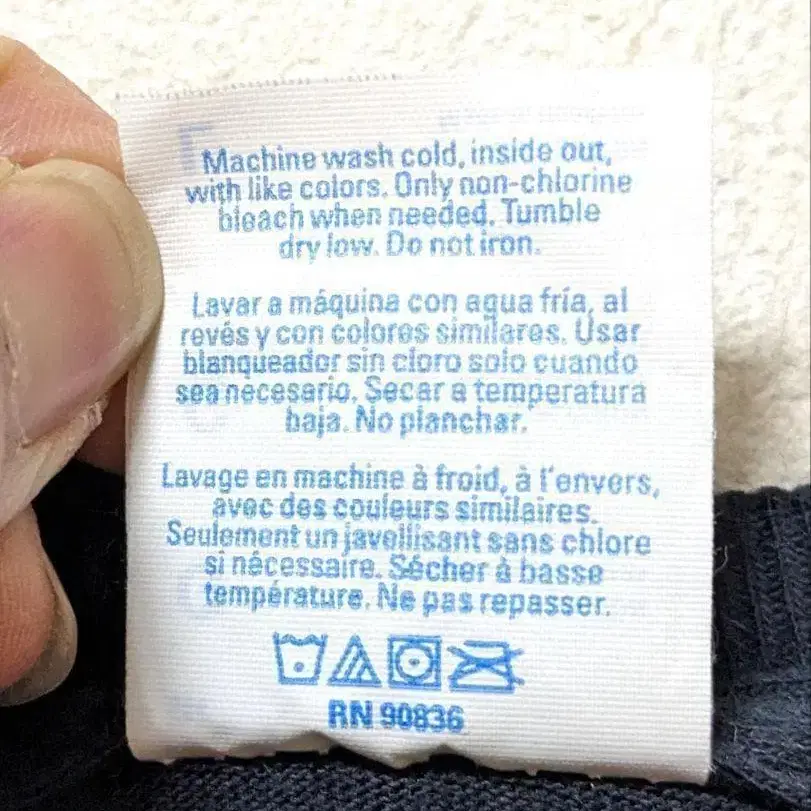 Machine wash cold, inside out,
with like colors. Only non-chlorine
bleach when needed. Tumble
dry low. Do not iron.
Lavar a máquina con agua fría, al
revés y con colores similares. Usar
blanqueador sin cloro solo cuando
sea necesario. Secar a temperatura
baja. No planchar.
Lavage en machine à froid, à l'envers,
avec des couleurs similaires.
Seulement un javellisant sans chlore
si nécessaire. Sécher à basse
température. Ne pas repasser.
RN 90836